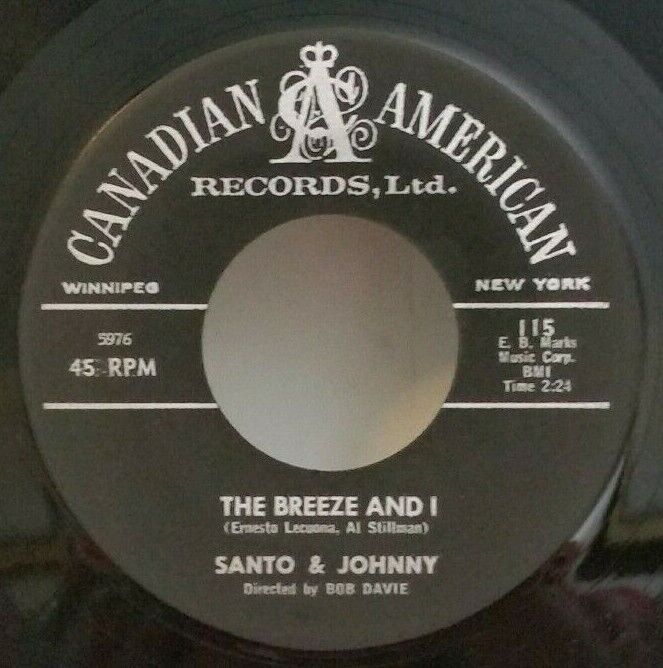 CANADIAN AMERICAN
RECORDS, Ltd.
WINNIPEG
NEW YORK
5976
45 RPM
115
E. B. Marks
Music Corp.
BMI
Time 2:24
THE BREEZE AND I
(Ernesto Lecuona, Al Stillman)
SANTO & JOHNNY
Directed by BOB DAVIE